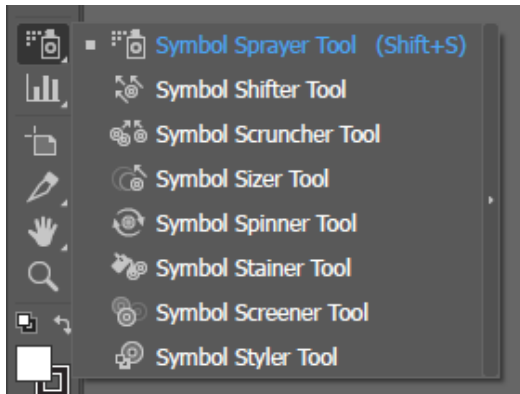 Symbol Sprayer Tool (Shift+S)
Symbol Shifter Tool
Symbol Scruncher Tool
Symbol Sizer Tool
Symbol Spinner Tool
Symbol Stainer Tool
Symbol Screener Tool
Symbol Styler Tool